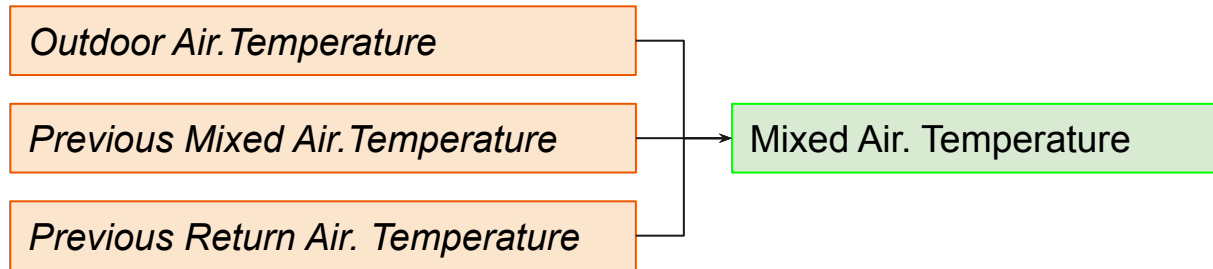 Outdoor Air.Temperature
Previous Mixed Air.Temperature
Mixed Air. Temperature
Previous Return Air. Temperature